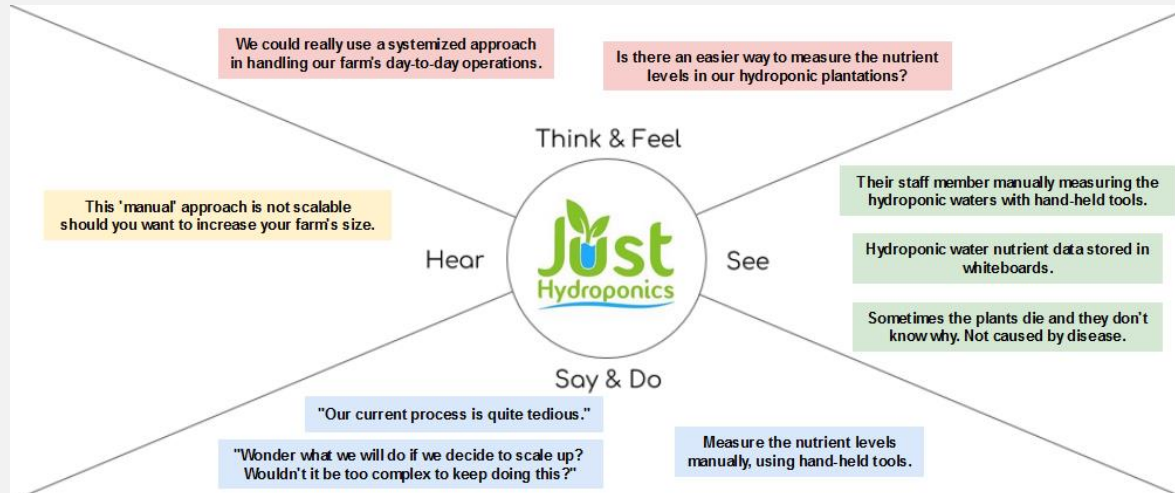 We could really use a systemized approach
in handling our farm's day-to-day operations.
Is there an easier way to measure the nutrient
levels in our hydroponic plantations?
Think & Feel
This 'manual' approach is not scalable
should you want to increase your farm's size.
Hear
Just
Hydroponics
See
Their staff member manually measuring the
hydroponic waters with hand-held tools.
Hydroponic water nutrient data stored in
whiteboards.
Sometimes the plants die and they don't
know why. Not caused by disease.
Say & Do
"Our current process is quite tedious."
"Wonder what we will do if we decide to scale up?
Wouldn't it be too complex to keep doing this?"
Measure the nutrient levels
manually, using hand-held tools.